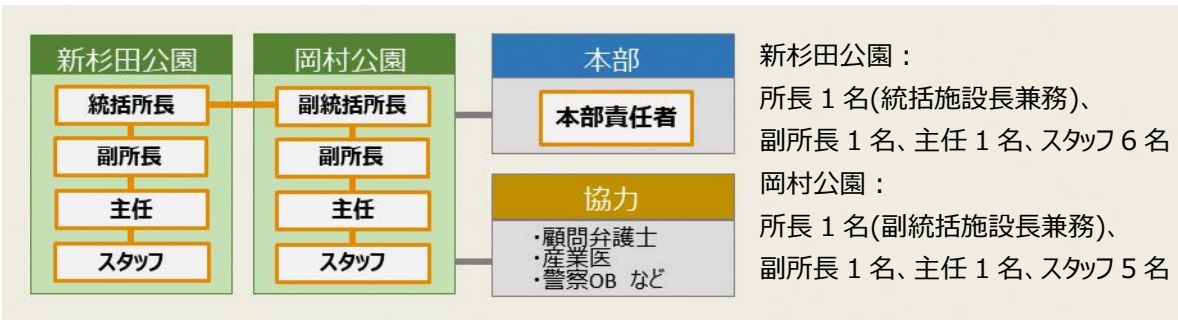 新杉田公園
統括所長
副所長
主任
スタッフ
岡村公園
副統括所長
副所長
主任
スタッフ
本部
本部責任者
協力
・顧問弁護士
・産業医
・警察OB など
新杉田公園：
所長 1 名(統括施設長兼務)、
副所長 1 名、主任 1 名、スタッフ 6 名
岡村公園：
所長 1 名(副統括施設長兼務)、
副所長 1 名、主任 1 名、スタッフ 5 名